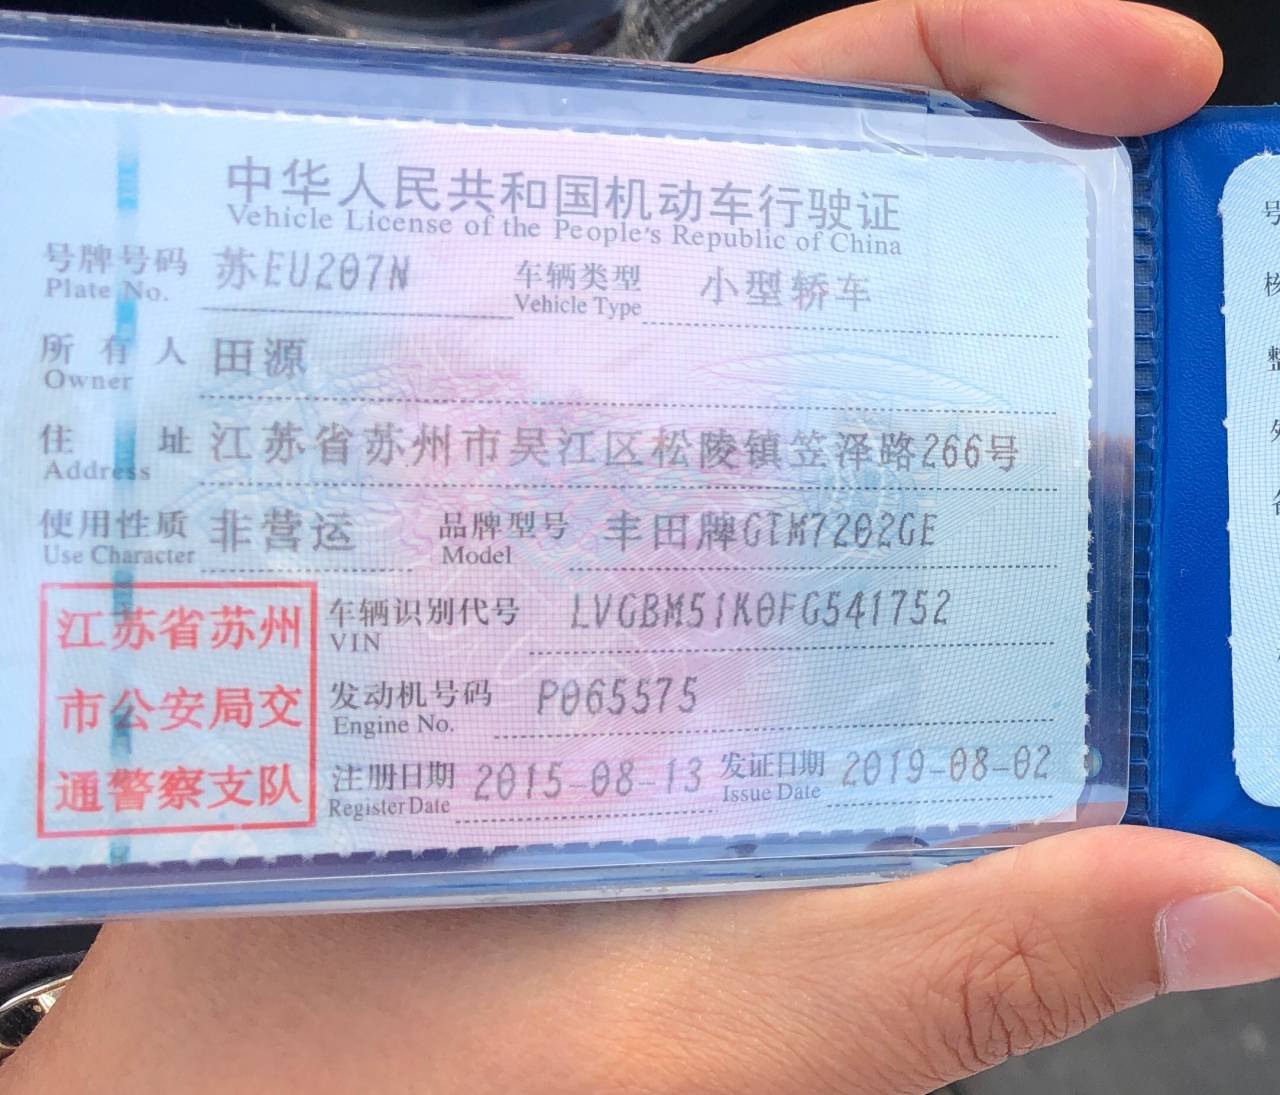 中华人民共和国机动车行驶证
Vehicle License of the People's Republic of China
号牌号码 苏EU207N 车辆类型 小型轿车
Plate No. Vehicle Type
所有人 田源
Owner
住址 江苏省苏州市吴江区松陵镇笠泽路266号
Address
使用性质 非营运 品牌型号 丰田牌GTM7202GE
Use Character Model
江苏省苏州
市公安局交
通警察支队
车辆识别代号 LVGBM51K0FG541752
VIN
发动机号码 P065575
Engine No.
注册日期 2015-08-13 发证日期 2019-08-02
Register Date Issue Date
号
核
整